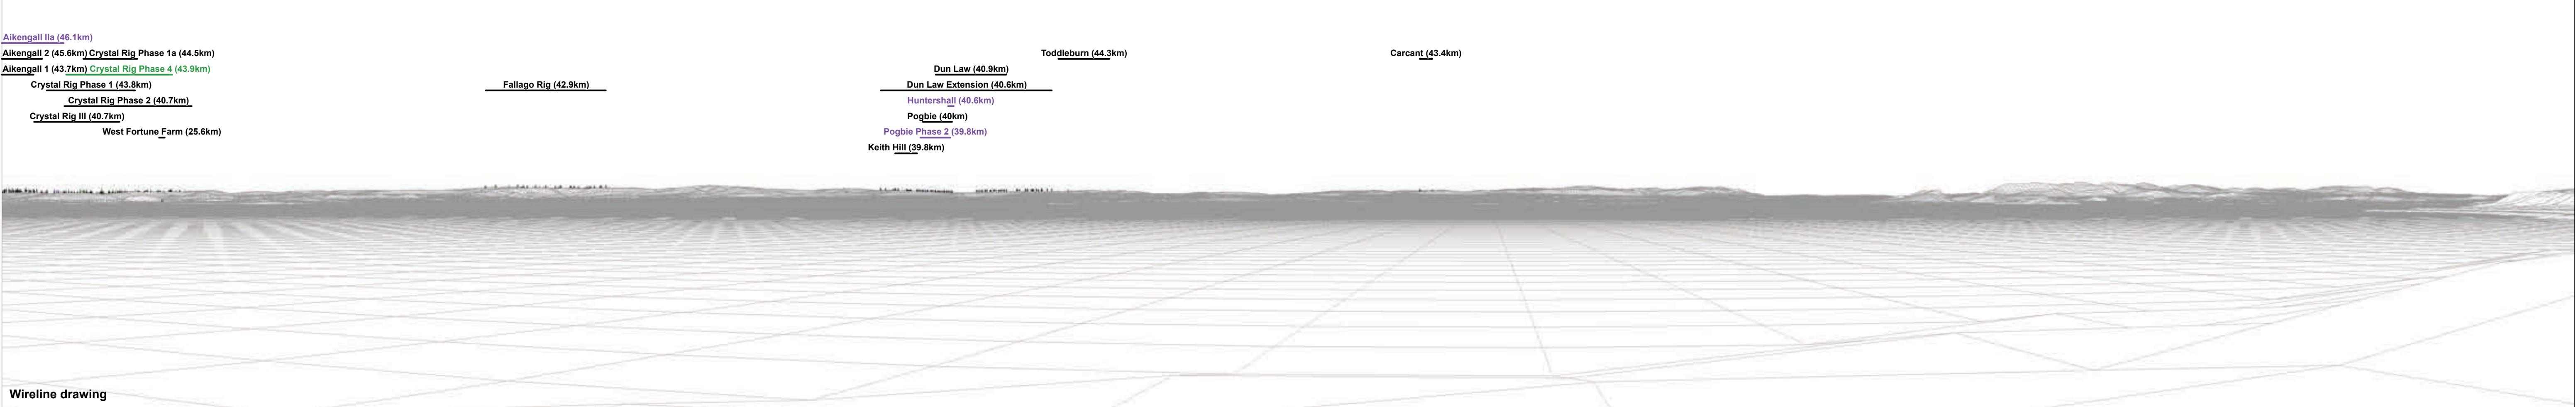 Aikengall IIa (46.1km)
Aikengall 2 (45.6km) Crystal Rig Phase 1a (44.5km)
Toddleburn (44.3km)
Carcant (43.4km)
Aikengall 1 (43.7km) Crystal Rig Phase 4 (43.9km)
Dun Law (40.9km)
Crystal Rig Phase 1 (43.8km)
Fallago Rig (42.9km)
Dun Law Extension (40.6km)
Crystal Rig Phase 2 (40.7km)
Huntershall (40.6km)
Crystal Rig III (40.7km)
Pogbie (40km)
West Fortune Farm (25.6km)
Pogbie Phase 2 (39.8km)
Keith Hill (39.8km)
Wireline drawing